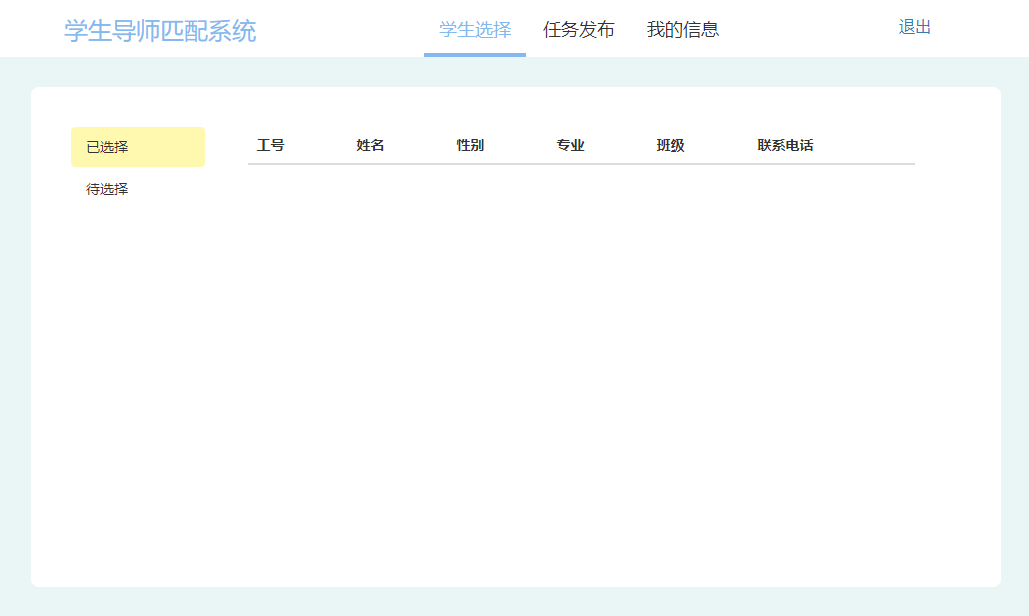 学生导师匹配系统 学生选择 任务发布 我的信息 退出
已选择 工号 姓名 性别 专业 班级 联系电话
待选择